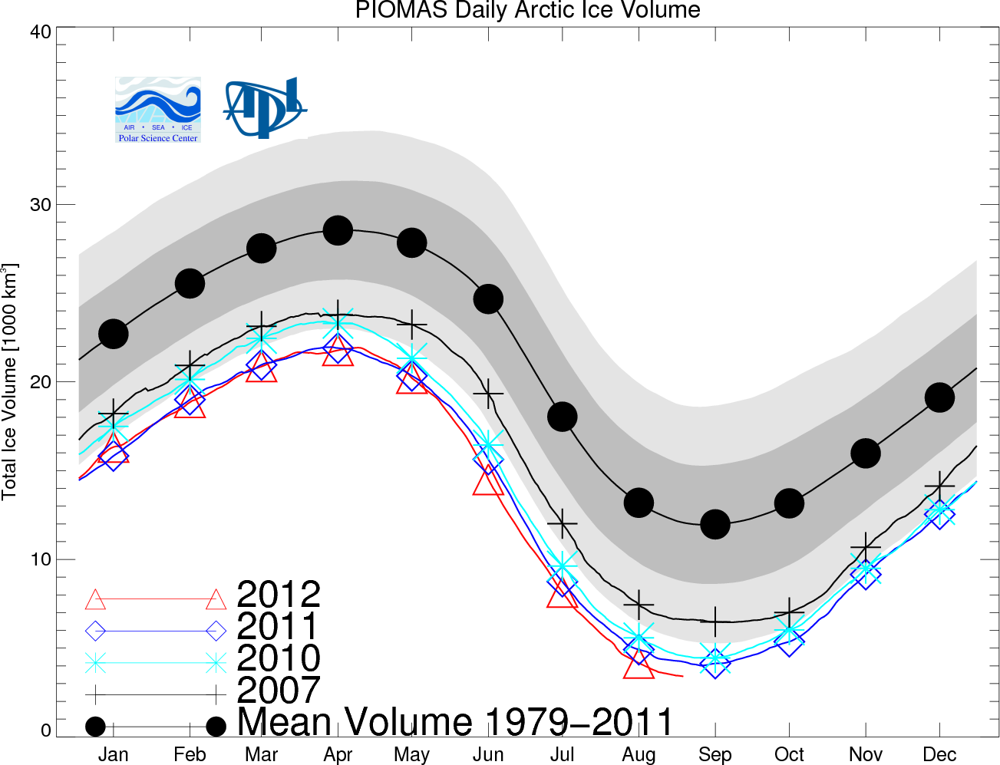 PIOMAS Daily Arctic Ice Volume
40
30
20
10
0
Total Ice Volume [1000 km³]
AIR • SEA • ICE
Polar Science Center
APL
2012
2011
2010
2007
Mean Volume 1979−2011
Jan Feb Mar Apr May Jun Jul Aug Sep Oct Nov Dec